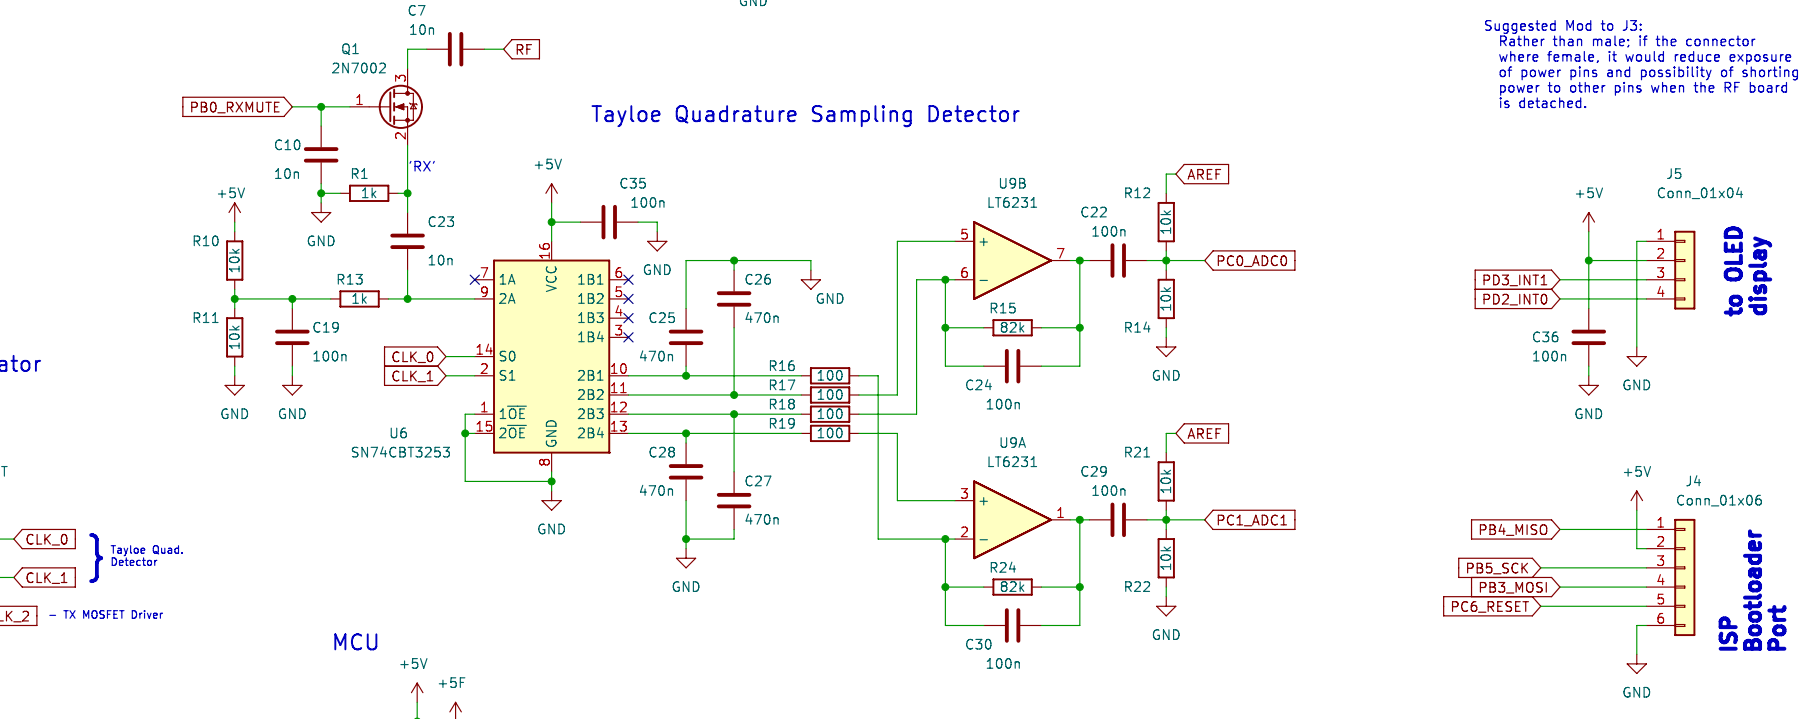 GND
C7
10n
RF
Q1
2N7002
3
1
2
PB0_RXMUTE
C10
10n
'RX'
R1
1k
GND
+5V
R10
10k
R11
10k
C23
10n
R13
1k
C19
100n
GND
GND
Tayloe Quadrature Sampling Detector
+5V
C35
100n
GND
16
VCC
7
1A
9
2A
14
S0
2
S1
1
1OE
15
2OE
GND
8
1B1
6
1B2
5
1B3
4
1B4
3
2B1
10
2B2
11
2B3
12
2B4
13
CLK_0
CLK_1
U6
SN74CBT3253
GND
C26
470n
GND
C25
470n
R16
100
R17
100
R18
100
R19
100
C28
470n
C27
470n
GND
U9B
LT6231
5
+
6
−
7
R15
82k
C24
100n
C22
100n
R12
10k
AREF
PC0_ADC0
10k
R14
GND
U9A
LT6231
3
+
2
−
1
R24
82k
C30
100n
C29
100n
AREF
R21
10k
PC1_ADC1
10k
R22
GND
Suggested Mod to J3:
Rather than male; if the connector
where female, it would reduce exposure
of power pins and possibility of shorting
power to other pins when the RF board
is detached.
J5
Conn_01x04
+5V
1
2
3
4
PD3_INT1
PD2_INT0
C36
100n
GND
GND
to OLED
display
J4
Conn_01x06
+5V
PB4_MISO
PB5_SCK
PB3_MOSI
PC6_RESET
1
2
3
4
5
6
GND
ISP
Bootloader
Port
ator
T
CLK_0
CLK_1
Tayloe Quad.
Detector
LK_2
– TX MOSFET Driver
MCU
+5V
+5F